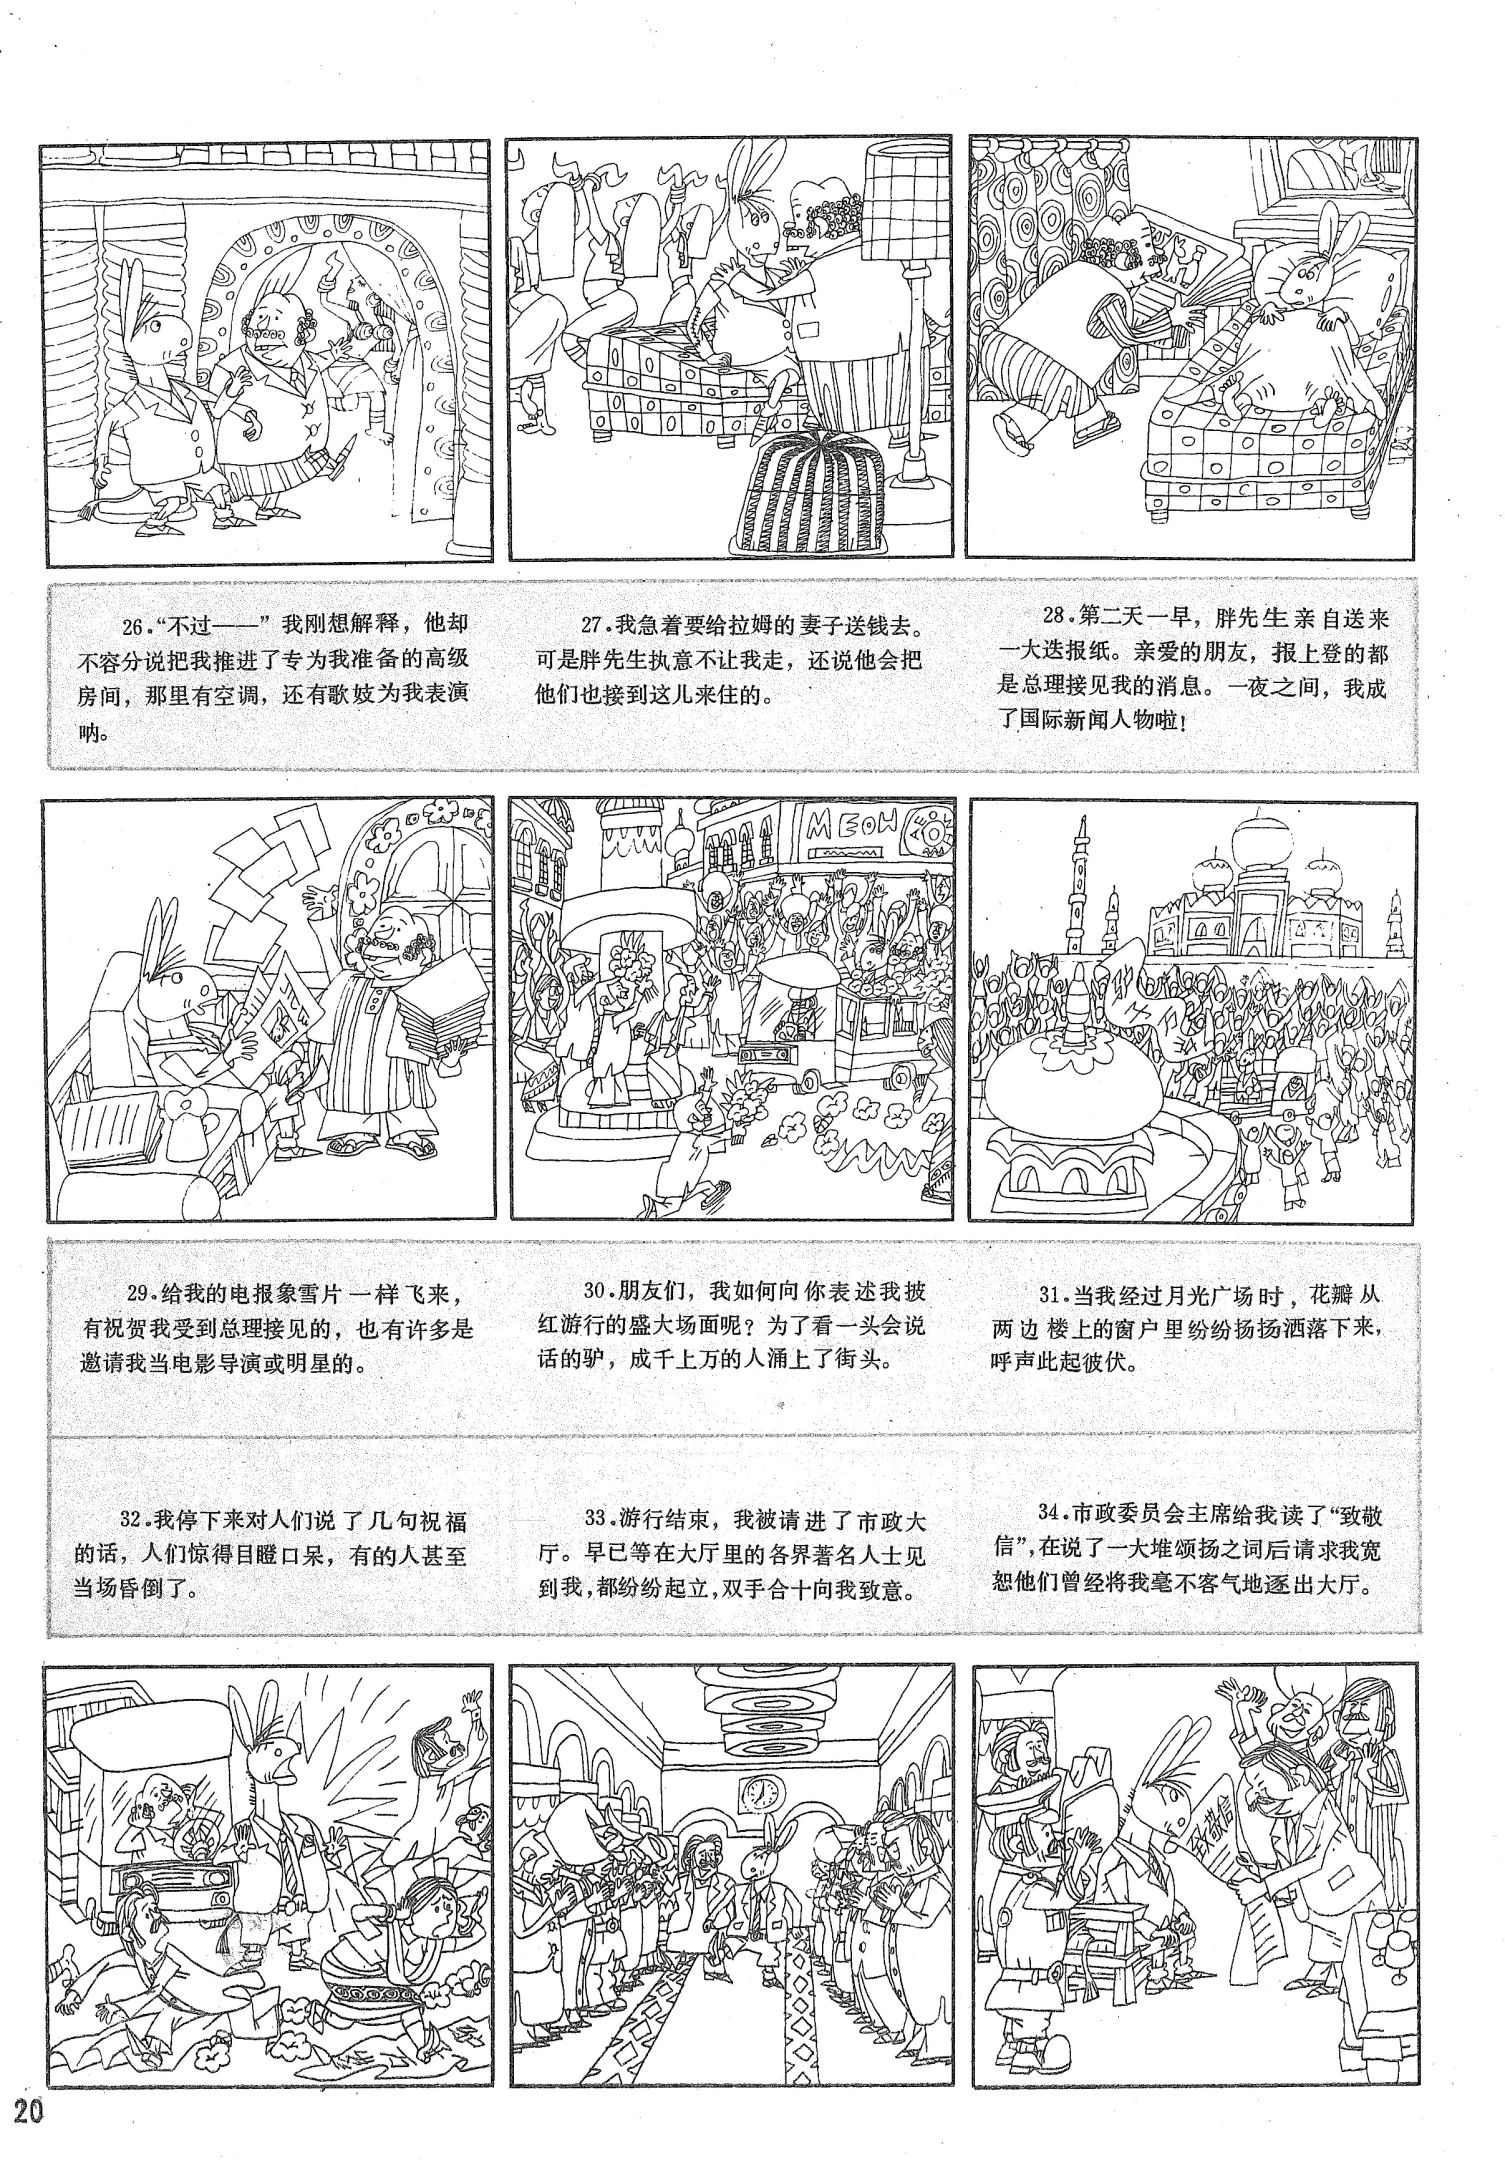 26.“不过——”我刚想解释，他却
不容分说把我推进了专为我准备的高级
房间，那里有空调，还有歌妓为我表演
呐。
27.我急着要给拉姆的妻子送钱去。
可是胖先生执意不让我走，还说他会把
他们也接到这儿来住的。
28.第二天一早，胖先生亲自送来
一大迭报纸。亲爱的朋友，报上登的都
是总理接见我的消息。一夜之间，我成
了国际新闻人物啦！
MEOH
29.给我的电报象雪片一样飞来，
有祝贺我受到总理接见的，也有许多是
邀请我当电影导演或明星的。
30.朋友们，我如何向你表述我披
红游行的盛大场面呢？为了看一头会说
话的驴，成千上万的人涌上了街头。
31.当我经过月光广场时，花瓣从
两边楼上的窗户里纷纷扬扬洒落下来，
呼声此起彼伏。
32.我停下来对人们说了几句祝福
的话，人们惊得目瞪口呆，有的人甚至
当场昏倒了。
33.游行结束，我被请进了市政大
厅。早已等在大厅里的各界著名人士见
到我，都纷纷起立，双手合十向我致意。
34.市政委员会主席给我读了“致敬
信”，在说了一大堆颂扬之词后请求我宽
恕他们曾经将我毫不客气地逐出大厅。
致敬信
20